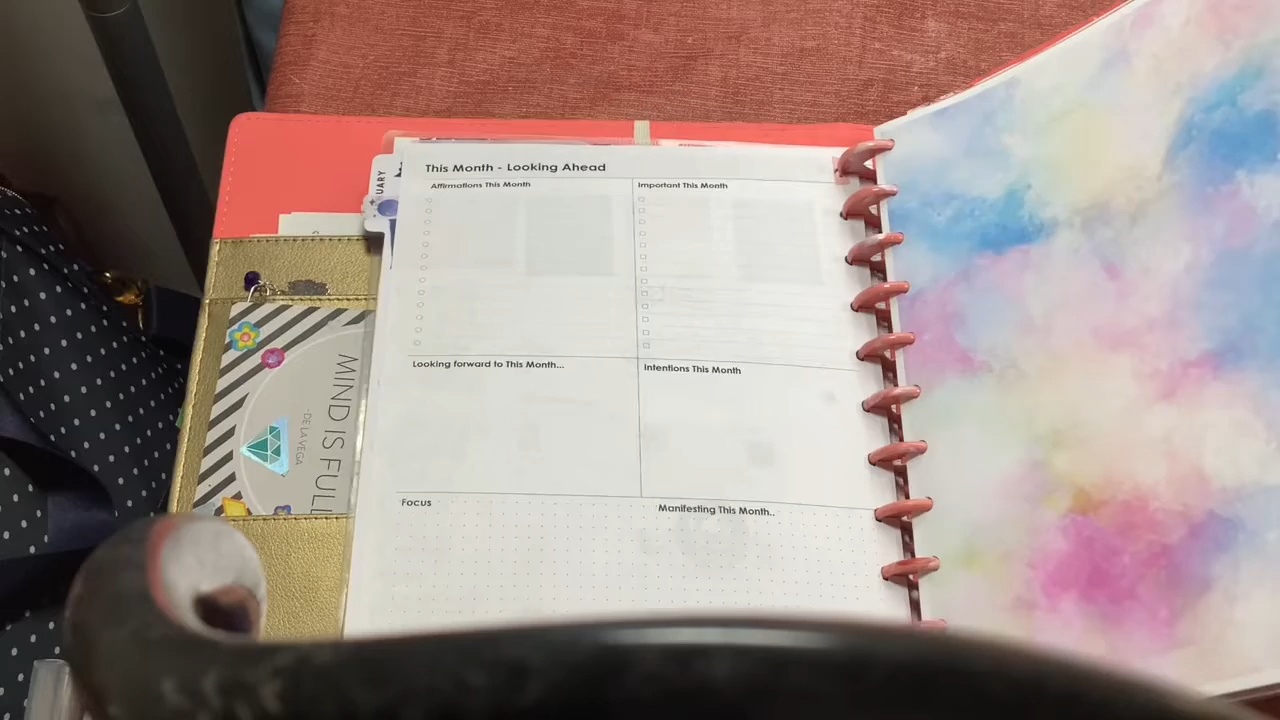 This Month - Looking Ahead
Affirmations This Month
Important This Month
Looking forward to This Month...
Intentions This Month
Focus
Manifesting This Month..
UARY
MIND IS FULL
-DE LA VEGA